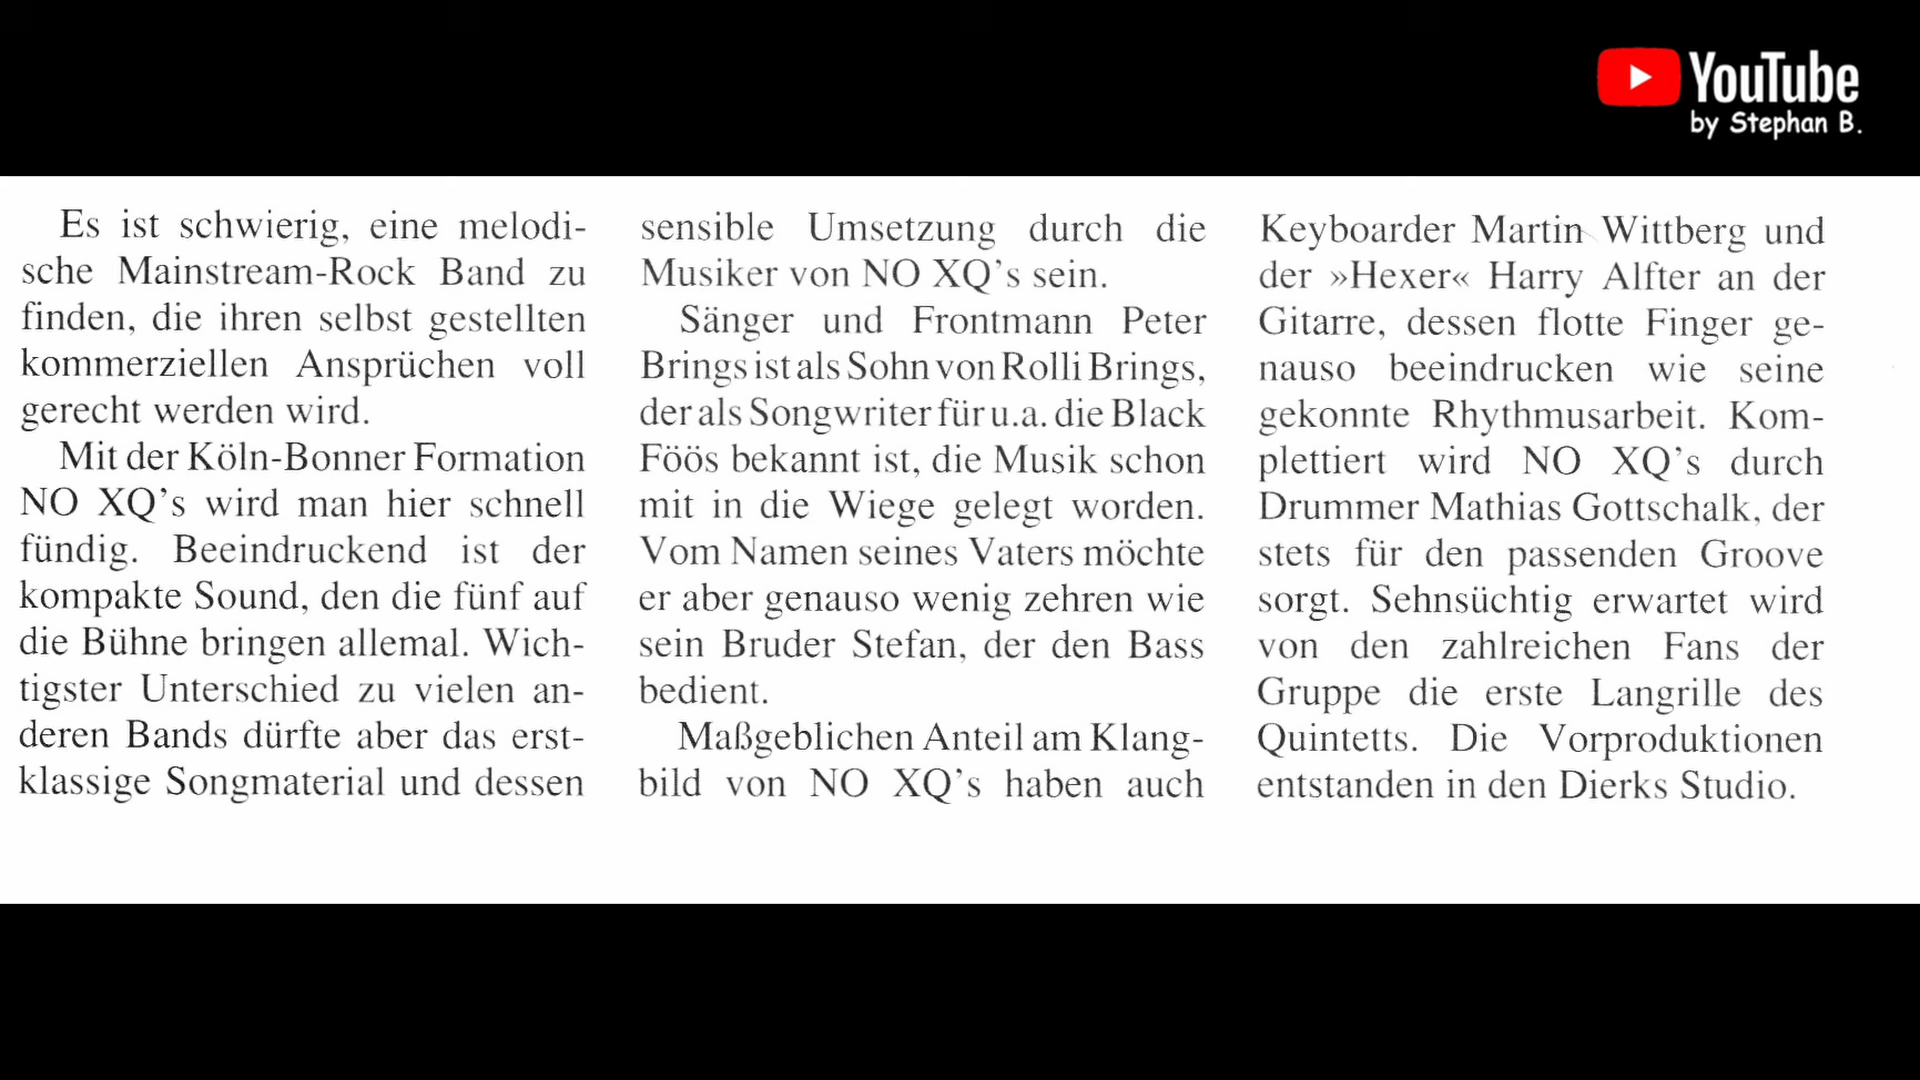 YouTube
by Stephan B.
Es ist schwierig, eine melodi-
sche Mainstream-Rock Band zu
finden, die ihren selbst gestellten
kommerziellen Ansprüchen voll
gerecht werden wird.
Mit der Köln-Bonner Formation
NO XQ’s wird man hier schnell
fündig. Beeindruckend ist der
kompakte Sound, den die fünf auf
die Bühne bringen allemal. Wich-
tigster Unterschied zu vielen an-
deren Bands dürfte aber das erst-
klassige Songmaterial und dessen
sensible Umsetzung durch die
Musiker von NO XQ’s sein.
Sänger und Frontmann Peter
Brings ist als Sohn von Rolli Brings,
der als Songwriter für u.a. die Black
Föös bekannt ist, die Musik schon
mit in die Wiege gelegt worden.
Vom Namen seines Vaters möchte
er aber genauso wenig zehren wie
sein Bruder Stefan, der den Bass
bedient.
Maßgeblichen Anteil am Klang-
bild von NO XQ’s haben auch
Keyboarder Martin Wittberg und
der »Hexer« Harry Alfter an der
Gitarre, dessen flotte Finger ge-
nauso beeindrucken wie seine
gekonnte Rhythmusarbeit. Kom-
plettiert wird NO XQ’s durch
Drummer Mathias Gottschalk, der
stets für den passenden Groove
sorgt. Sehnsüchtig erwartet wird
von den zahlreichen Fans der
Gruppe die erste Langrille des
Quintetts. Die Vorproduktionen
entstanden in den Dierks Studio.